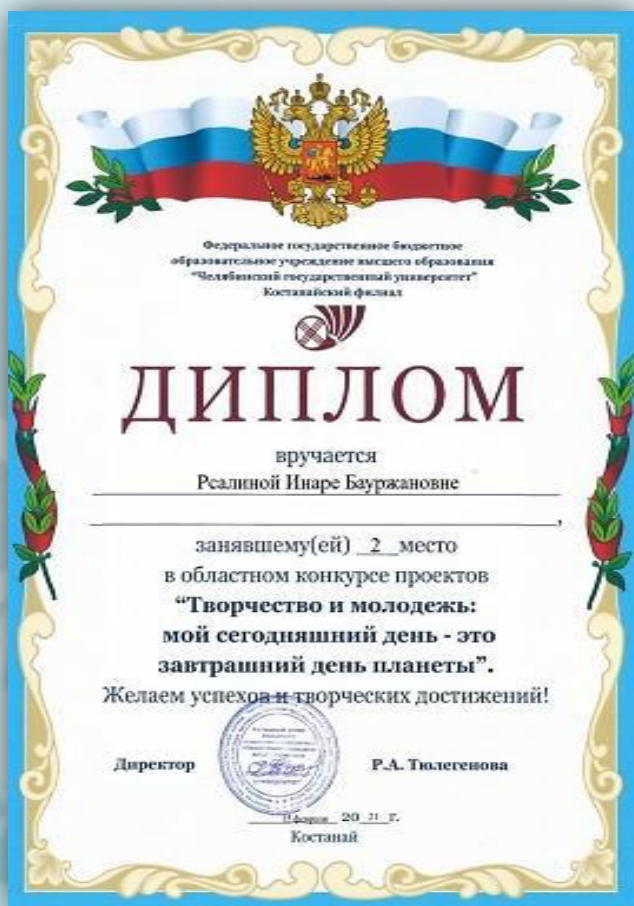 Федеральное государственное бюджетное
образовательное учреждение высшего образования
"Челябинский государственный университет"
Костанайский филиал
ДИПЛОМ
вручается
Рсалиной Инаре Бауржановне
,
занявшему(ей) 2 место
в областном конкурсе проектов
"Творчество и молодежь:
мой сегодняшний день - это
завтрашний день планеты".
Желаем успехов и творческих достижений!
Директор Р.А. Тюлегенова
20 21 г.
Костанай